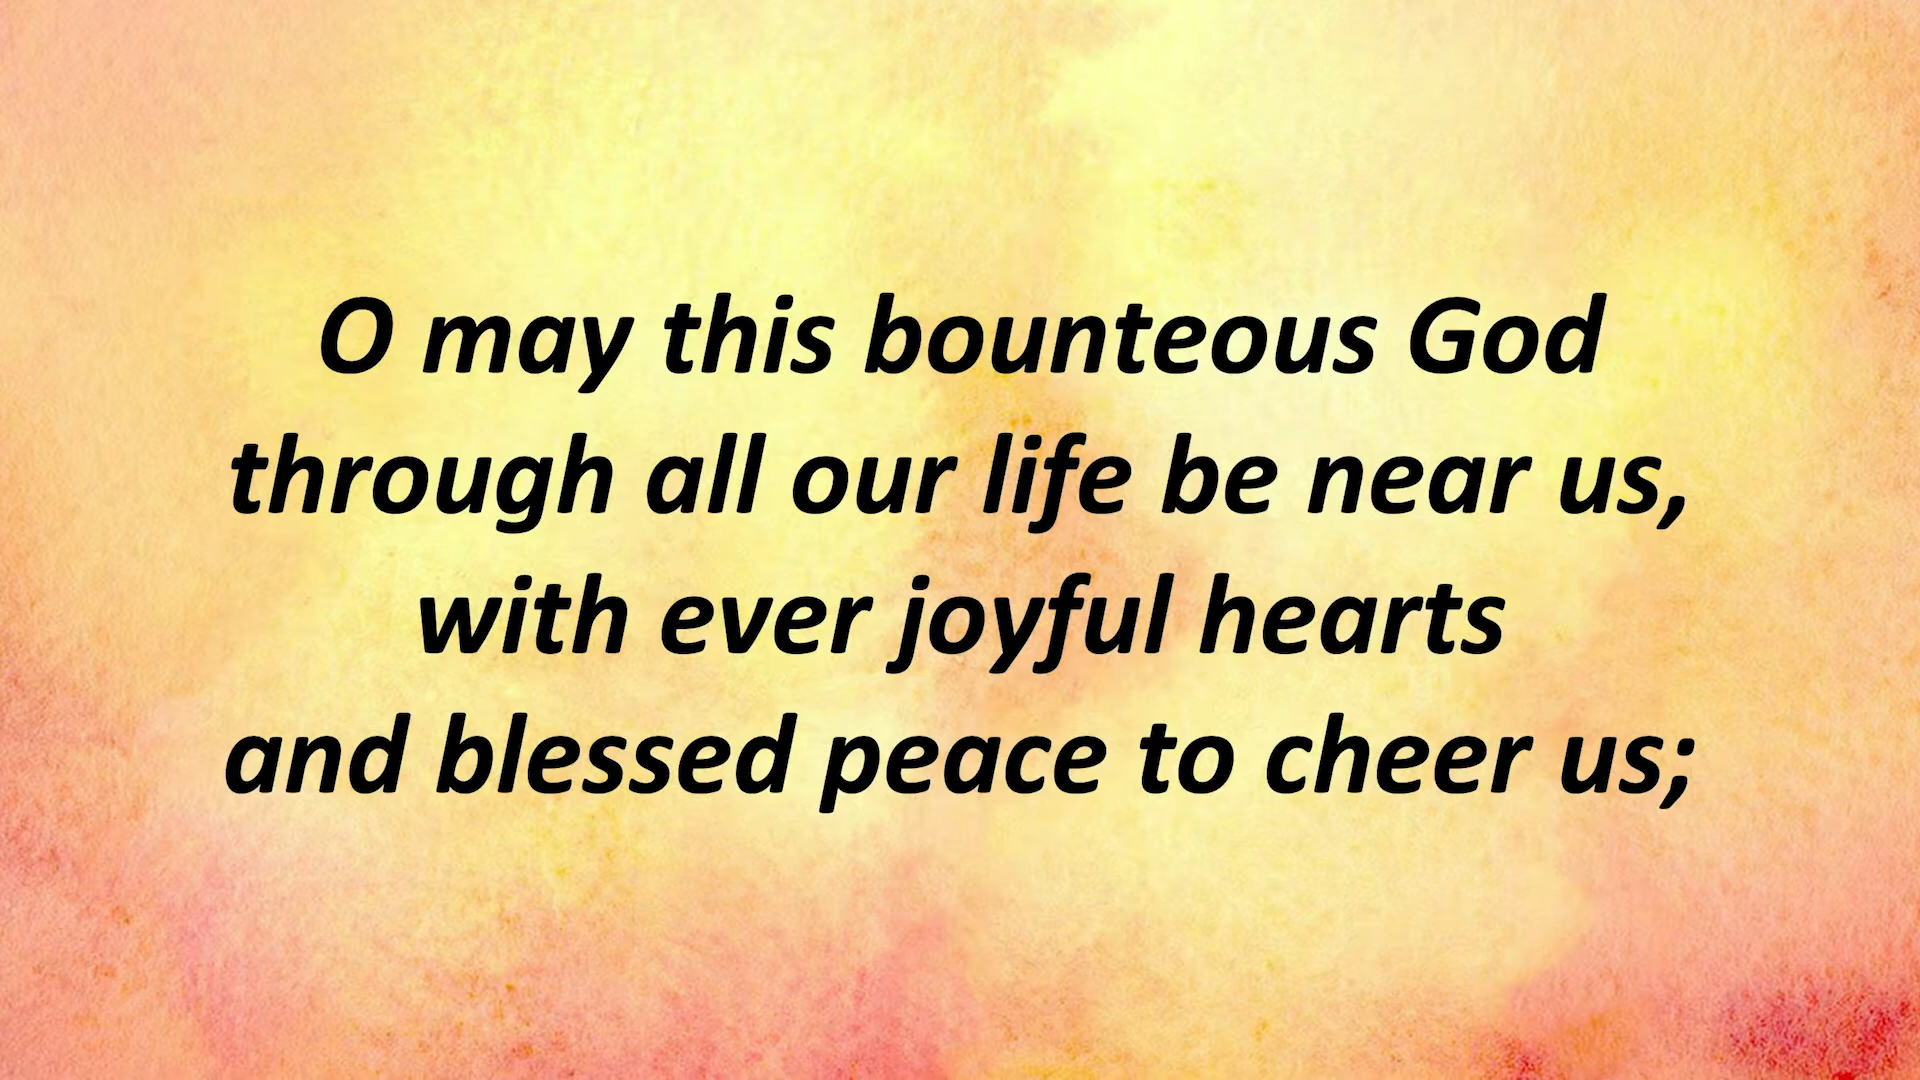 O may this bounteous God
through all our life be near us,
with ever joyful hearts
and blessed peace to cheer us;